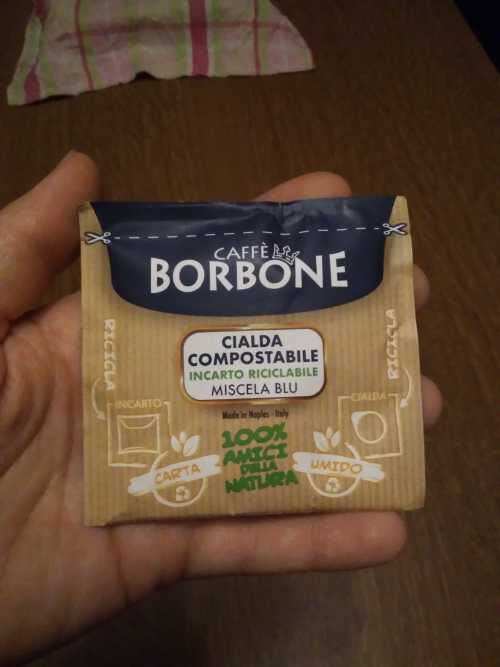 CAFFÈ
BORBONE
CIALDA
COMPOSTABILE
INCARTO RICICLABILE
MISCELA BLU
Made in Naples - Italy
RICICLA
INCARTO
CARTA
100%
AMICI
DELLA
NATURA
RICICLA
CIALDA
UMIDO